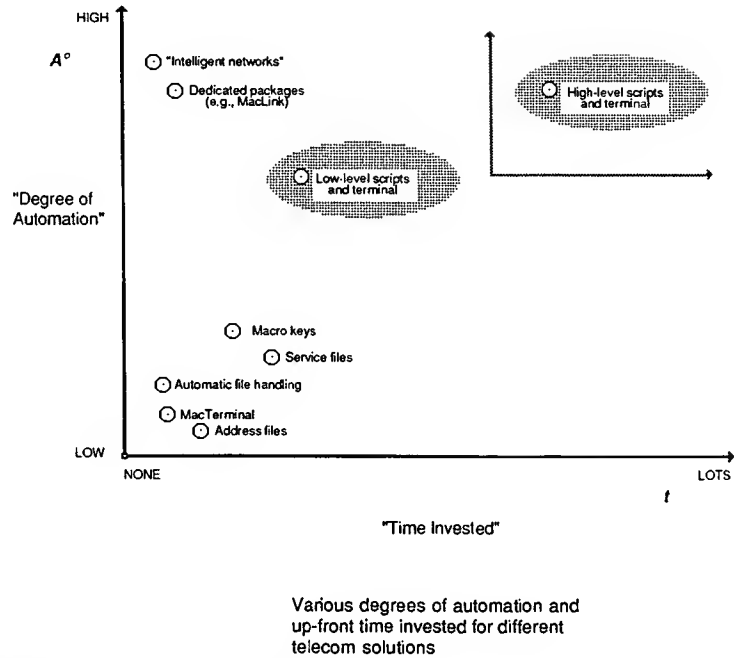 HIGH
A°
"Intelligent networks"
Dedicated packages
(e.g., MacLink)
High-level scripts
and terminal
Low-level scripts
and terminal
"Degree of
Automation"
Macro keys
Service files
Automatic file handling
MacTerminal
Address files
LOW
NONE
LOTS
t
"Time Invested"
Various degrees of automation and
up-front time invested for different
telecom solutions